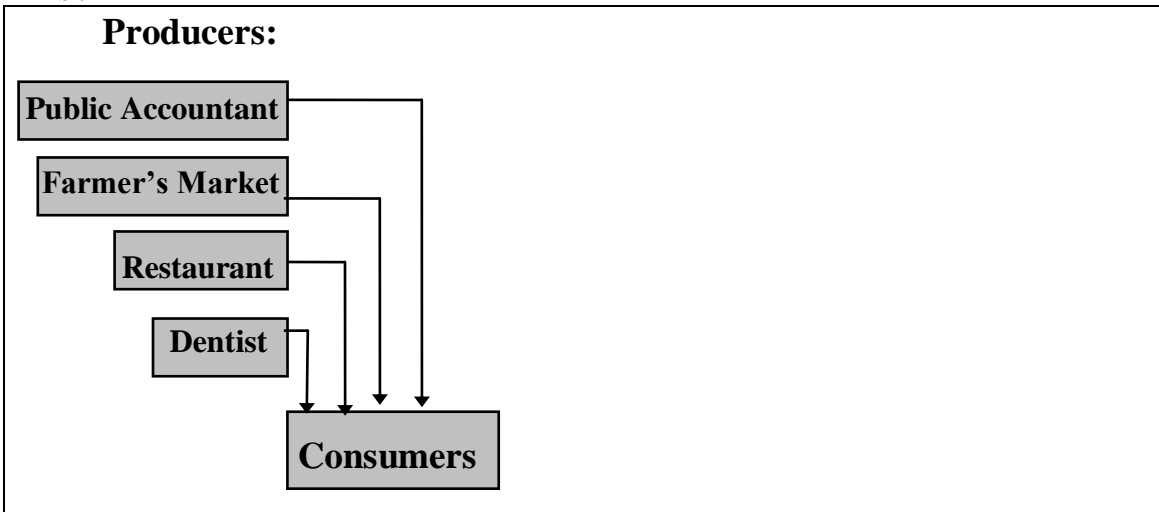 Producers:
Public Accountant
Farmer’s Market
Restaurant
Dentist
Consumers